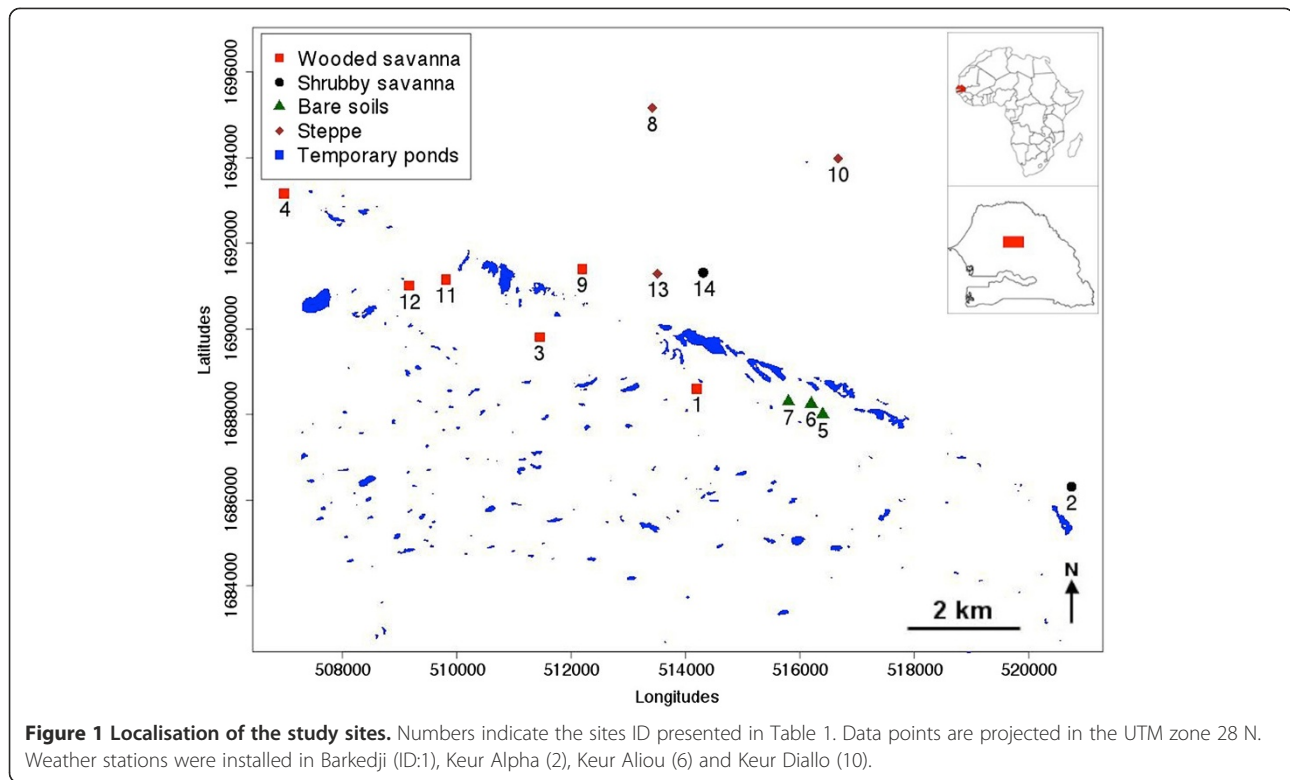 Wooded savanna
Shrubby savanna
Bare soils
Steppe
Temporary ponds
Latitudes
1696000
1694000
1692000
1690000
1688000
1686000
1684000
8
10
4
12
11
9
13
14
3
1
7
6
5
2
N
2 km
508000 510000 512000 514000 516000 518000 520000
Longitudes
Figure 1 Localisation of the study sites. Numbers indicate the sites ID presented in Table 1. Data points are projected in the UTM zone 28 N.
Weather stations were installed in Barkedji (ID:1), Keur Alpha (2), Keur Aliou (6) and Keur Diallo (10).